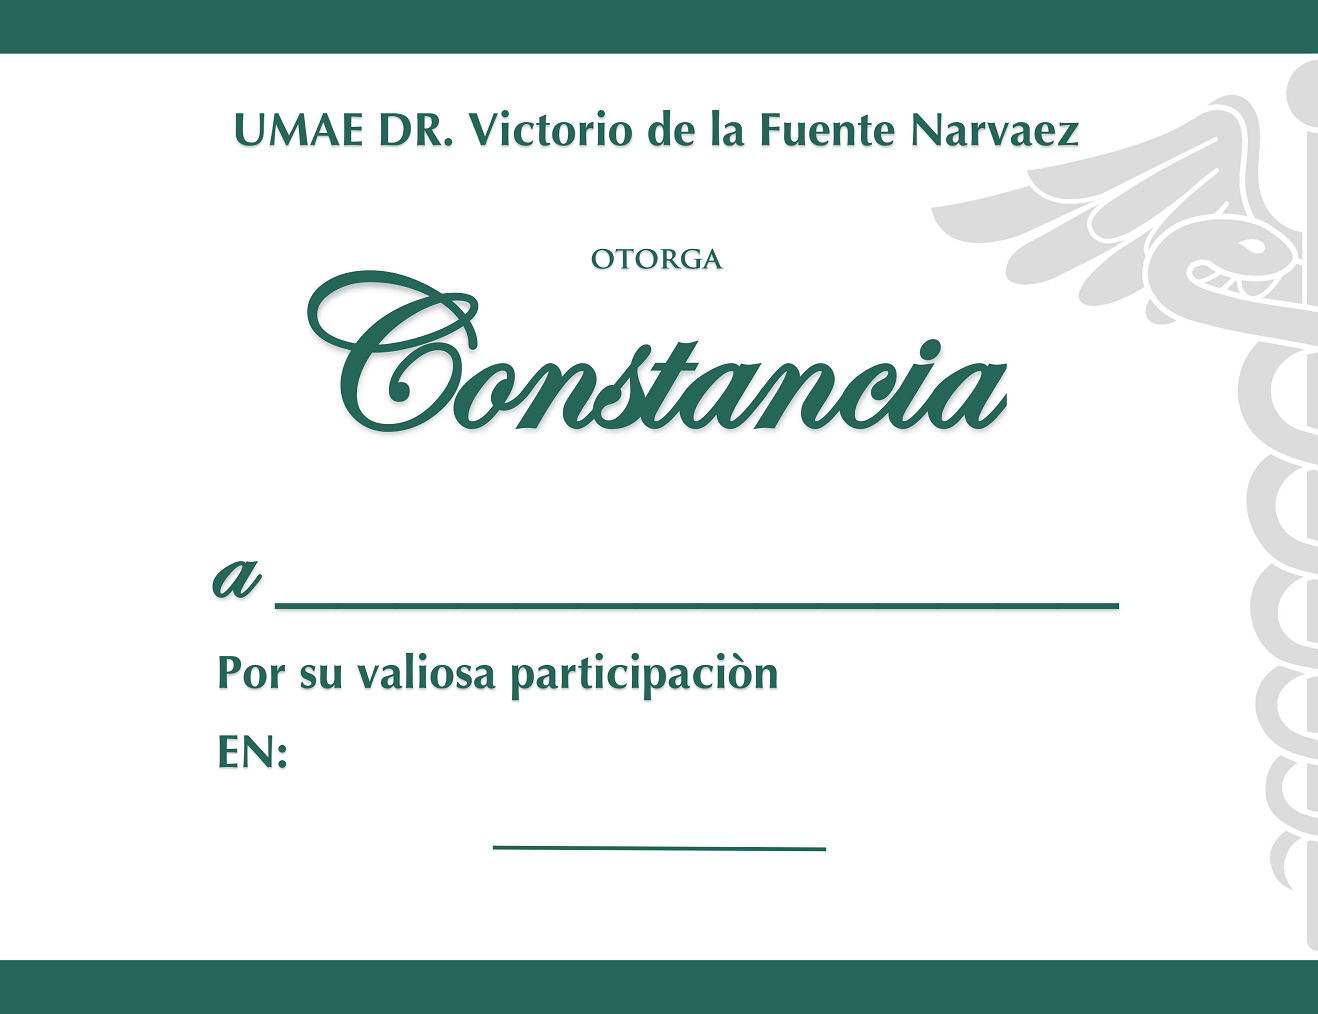 UMAE DR. Victorio de la Fuente Narvaez
OTORGA
Constancia
a
Por su valiosa participaciòn
EN: